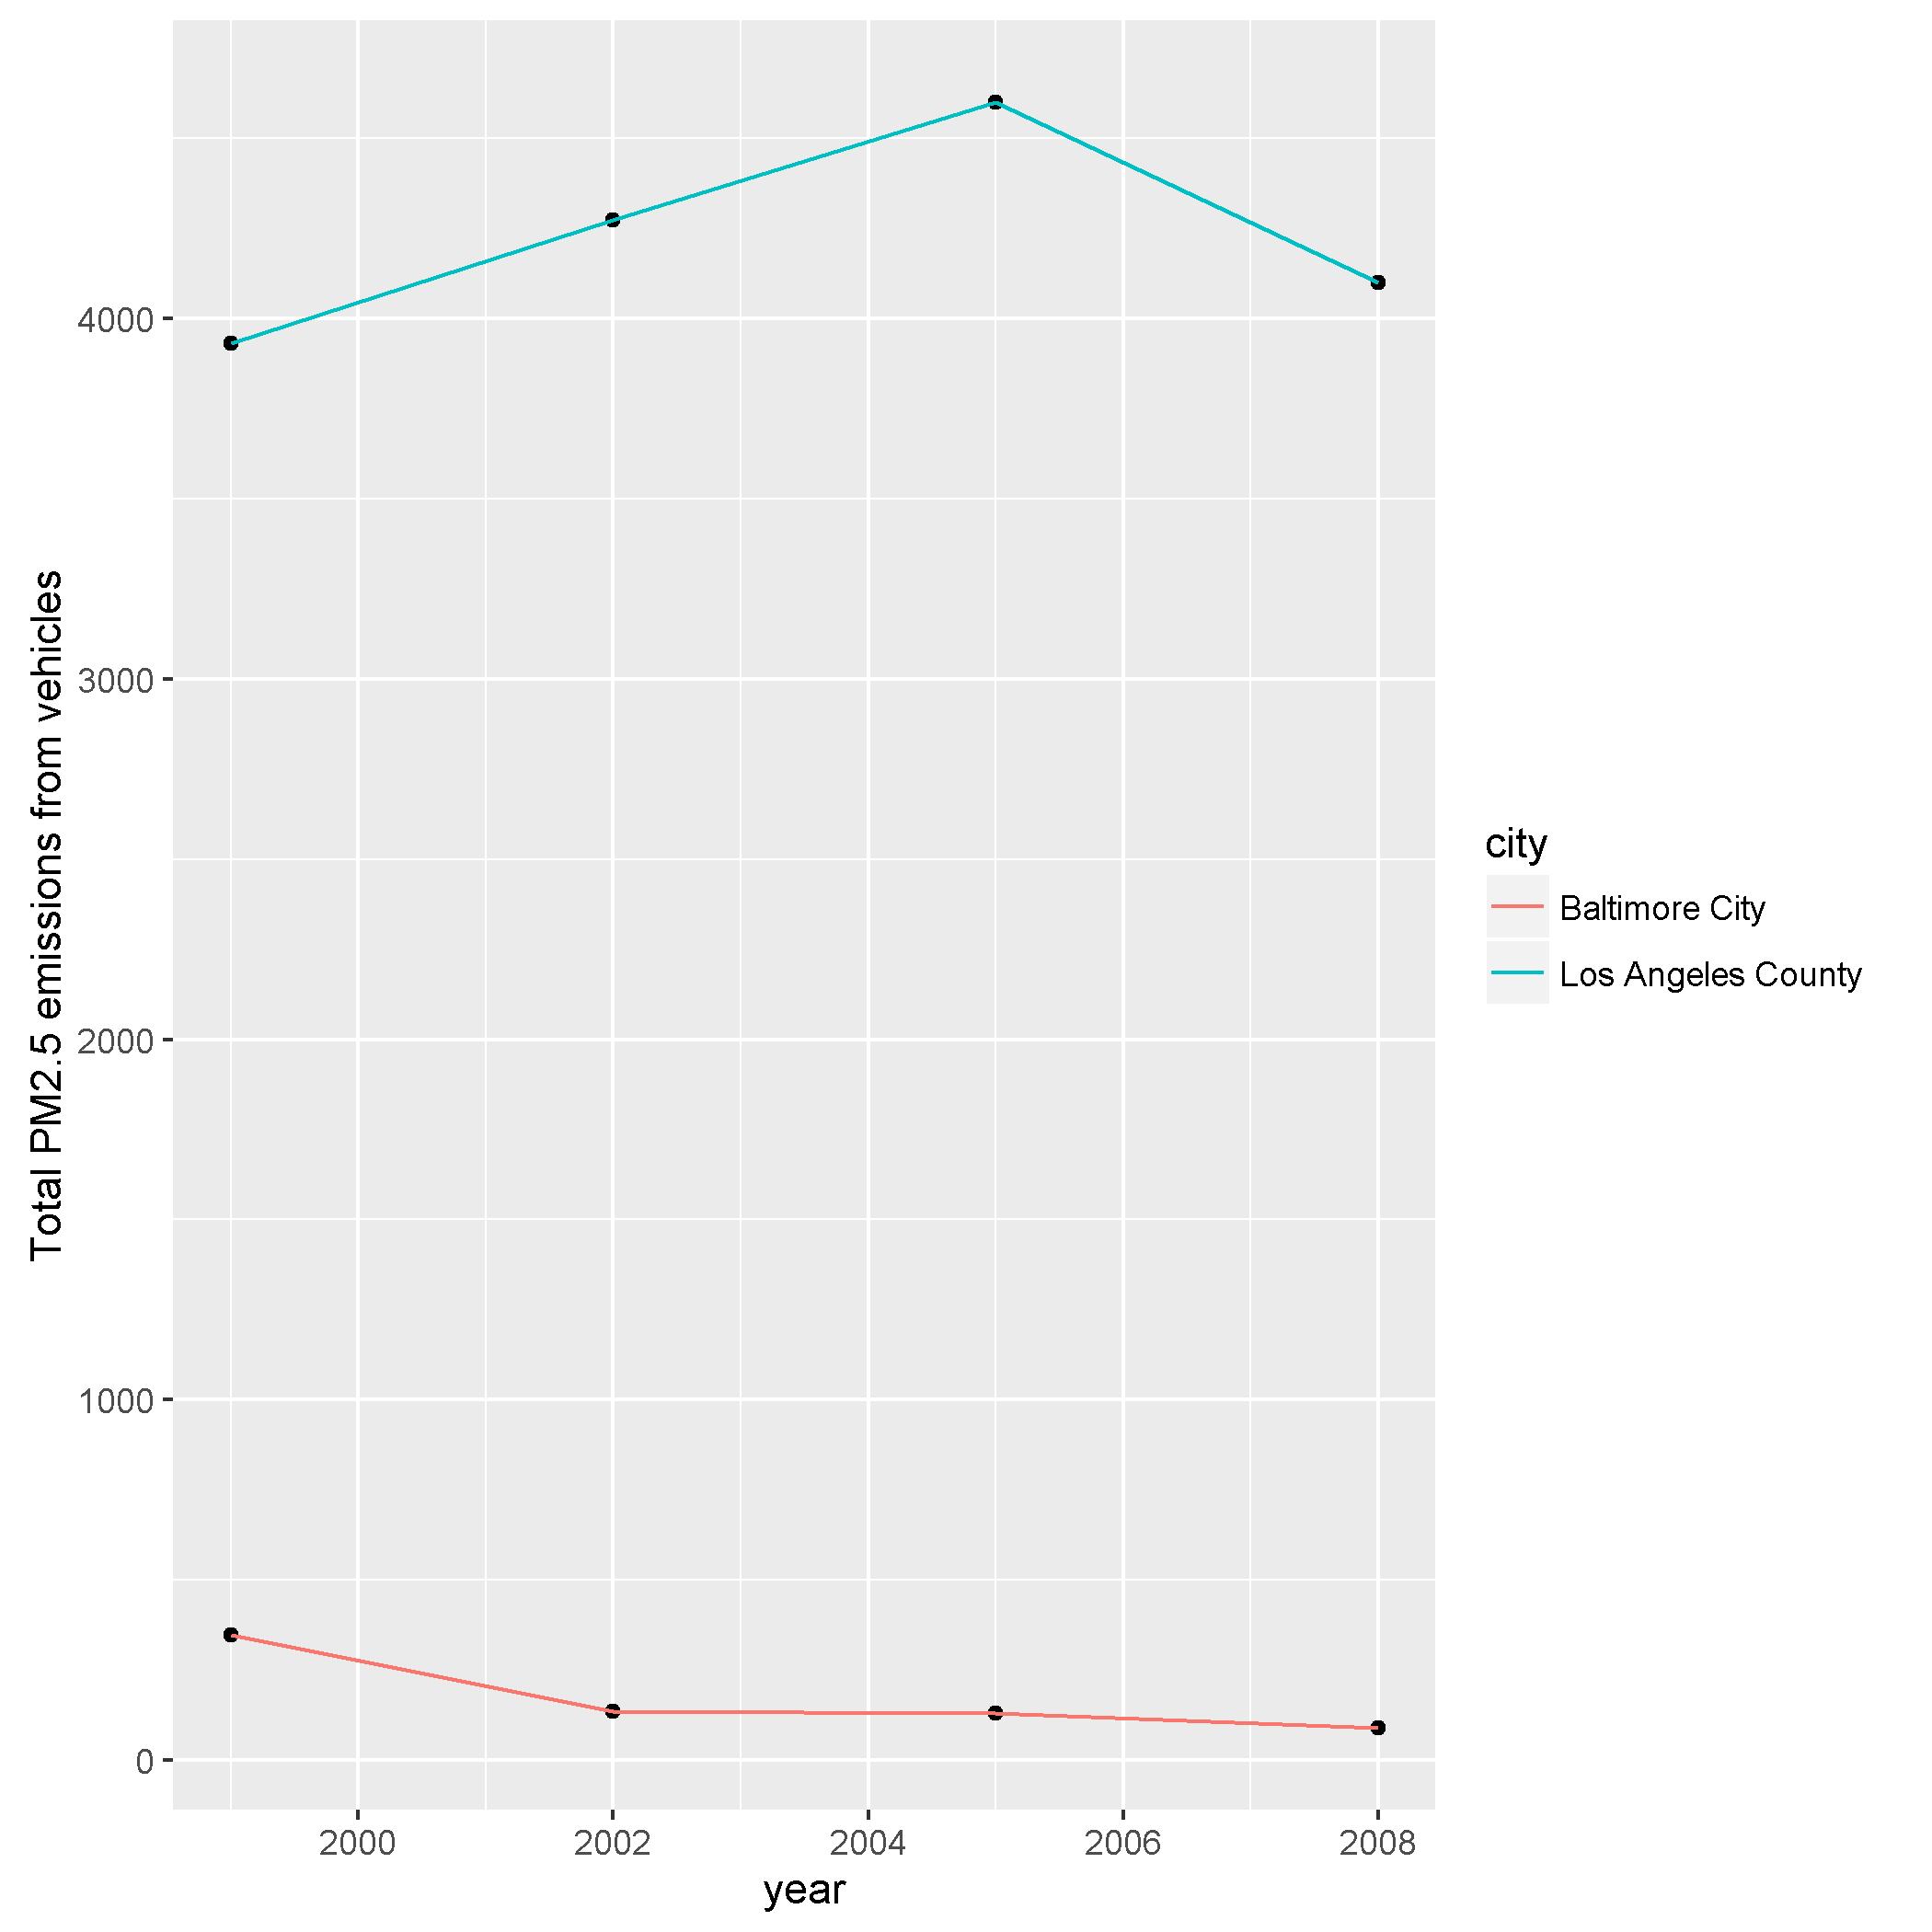 Total PM2.5 emissions from vehicles
4000
3000
2000
1000
0
2000 2002 2004 2006 2008
year
city
Baltimore City
Los Angeles County